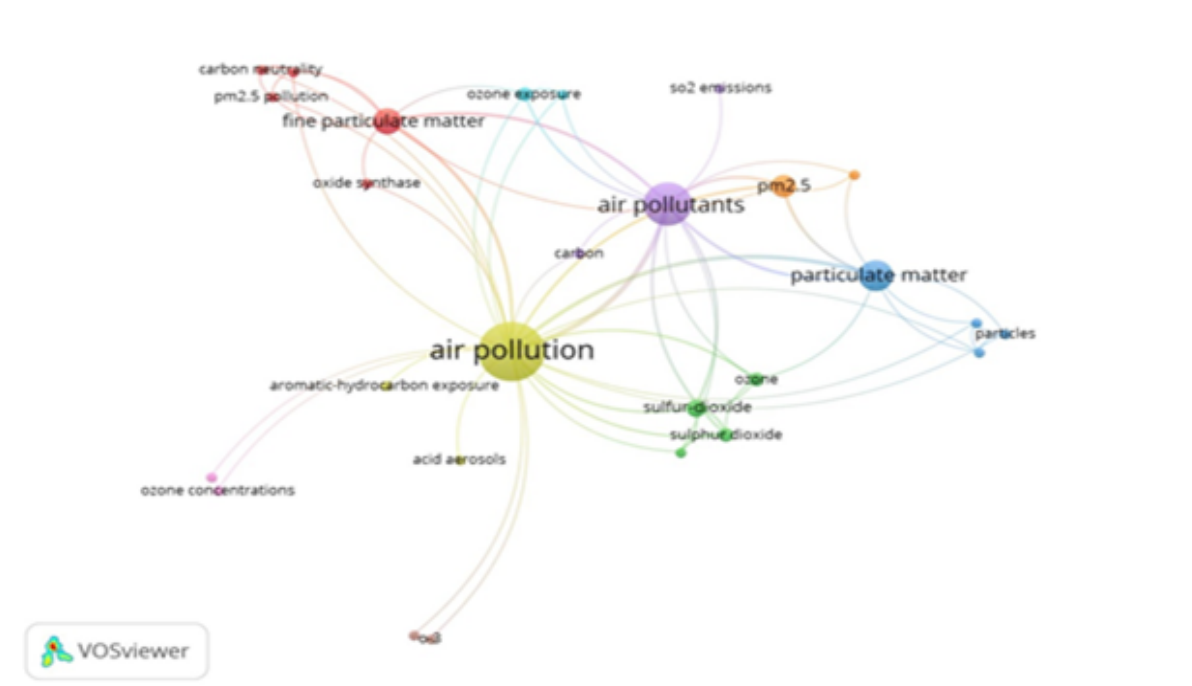 carbon neutrality
so2 emissions
ozone exposure
pm2.5 pollution
fine particulate matter
oxide synthase
pm2.5
air pollutants
carbon
particulate matter
particles
air pollution
ozone
aromatic-hydrocarbon exposure
sulfur-dioxide
sulphur dioxide
acid aerosols
ozone concentrations
VOSviewer